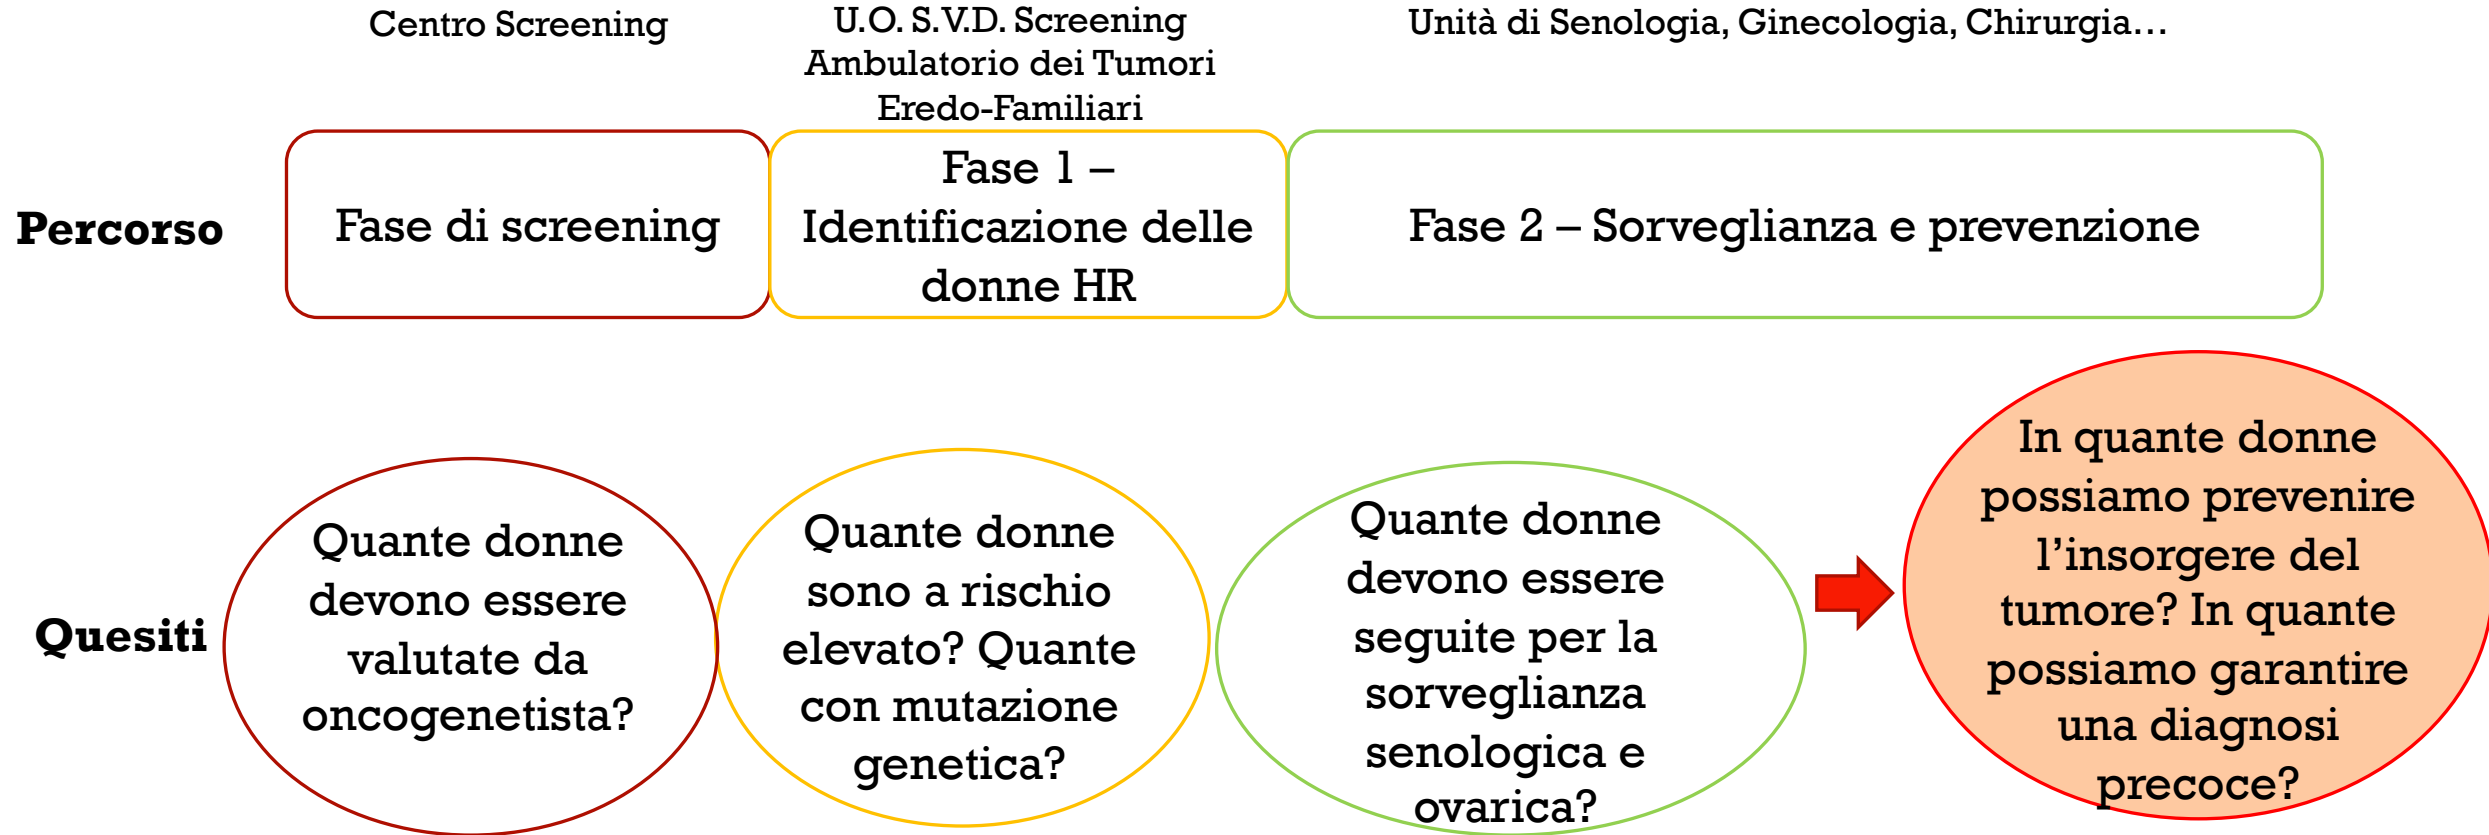 Centro Screening
U.O. S.V.D. Screening
Ambulatorio dei Tumori
Eredo-Familiari
Unità di Senologia, Ginecologia, Chirurgia…
Percorso
Fase di screening
Fase 1 –
Identificazione delle
donne HR
Fase 2 – Sorveglianza e prevenzione
Quesiti
Quante donne
devono essere
valutate da
oncogenetista?
Quante donne
sono a rischio
elevato? Quante
con mutazione
genetica?
Quante donne
devono essere
seguite per la
sorveglianza
senologica e
ovarica?
In quante donne
possiamo prevenire
l’insorgere del
tumore? In quante
possiamo garantire
una diagnosi
precoce?